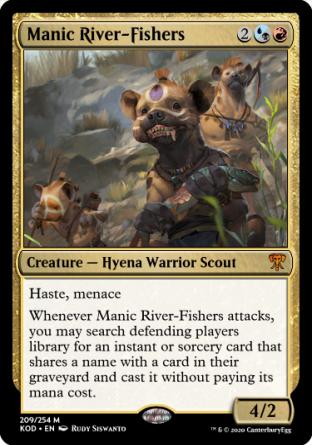 Manic River-Fishers 2
Creature — Hyena Warrior Scout
Haste, menace
Whenever Manic River-Fishers attacks,
you may search defending players
library for an instant or sorcery card that
shares a name with a card in their
graveyard and cast it without paying its
mana cost.
4/2
209/254 M
KOD • EN RUDY SISWANTO
™ & © 2020 CanterburyEgg